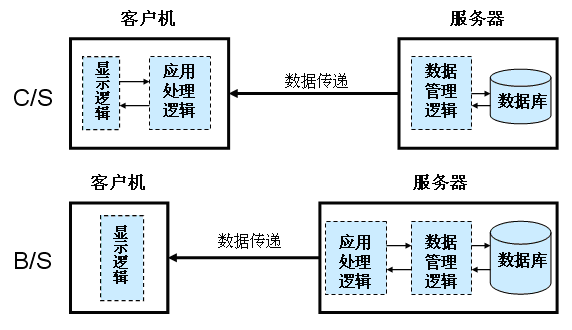 客户机
服务器
C/S
显示逻辑
应用处理逻辑
数据传递
数据管理逻辑
数据库
客户机
服务器
B/S
显示逻辑
数据传递
应用处理逻辑
数据管理逻辑
数据库